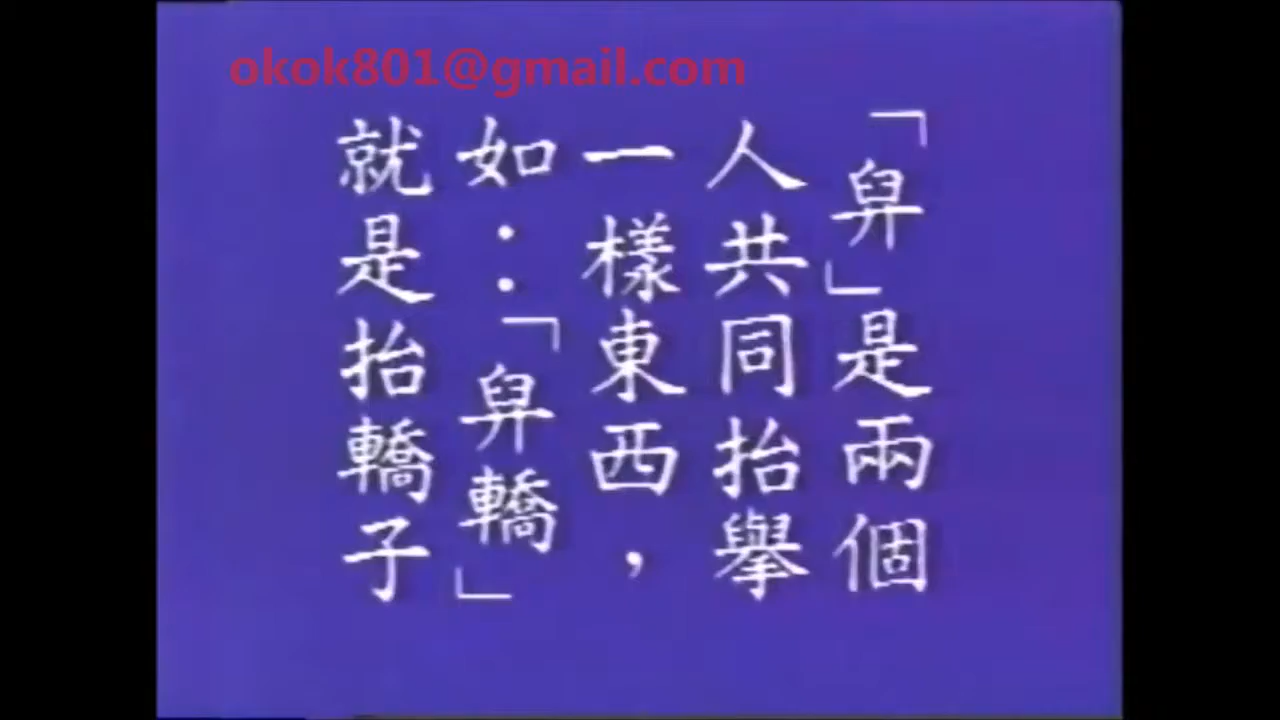 okok801@gmail.com
「舁」是兩個
人共同抬舉
一樣東西，
如：「舁轎」
就是抬轎子